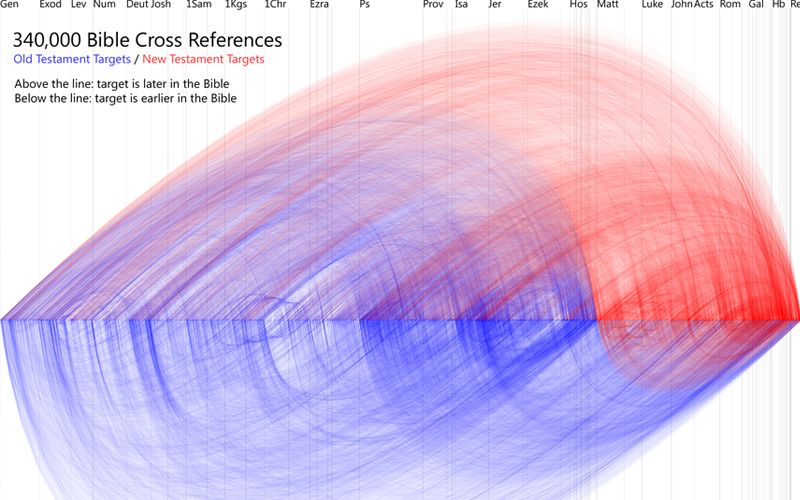 Gen Exod Lev Num Deut Josh 1Sam 1Kgs 1Chr Ezra Ps Prov Isa Jer Ezek Hos Matt Luke John Acts Rom Gal Hb Re
340,000 Bible Cross References
Old Testament Targets / New Testament Targets
Above the line: target is later in the Bible
Below the line: target is earlier in the Bible